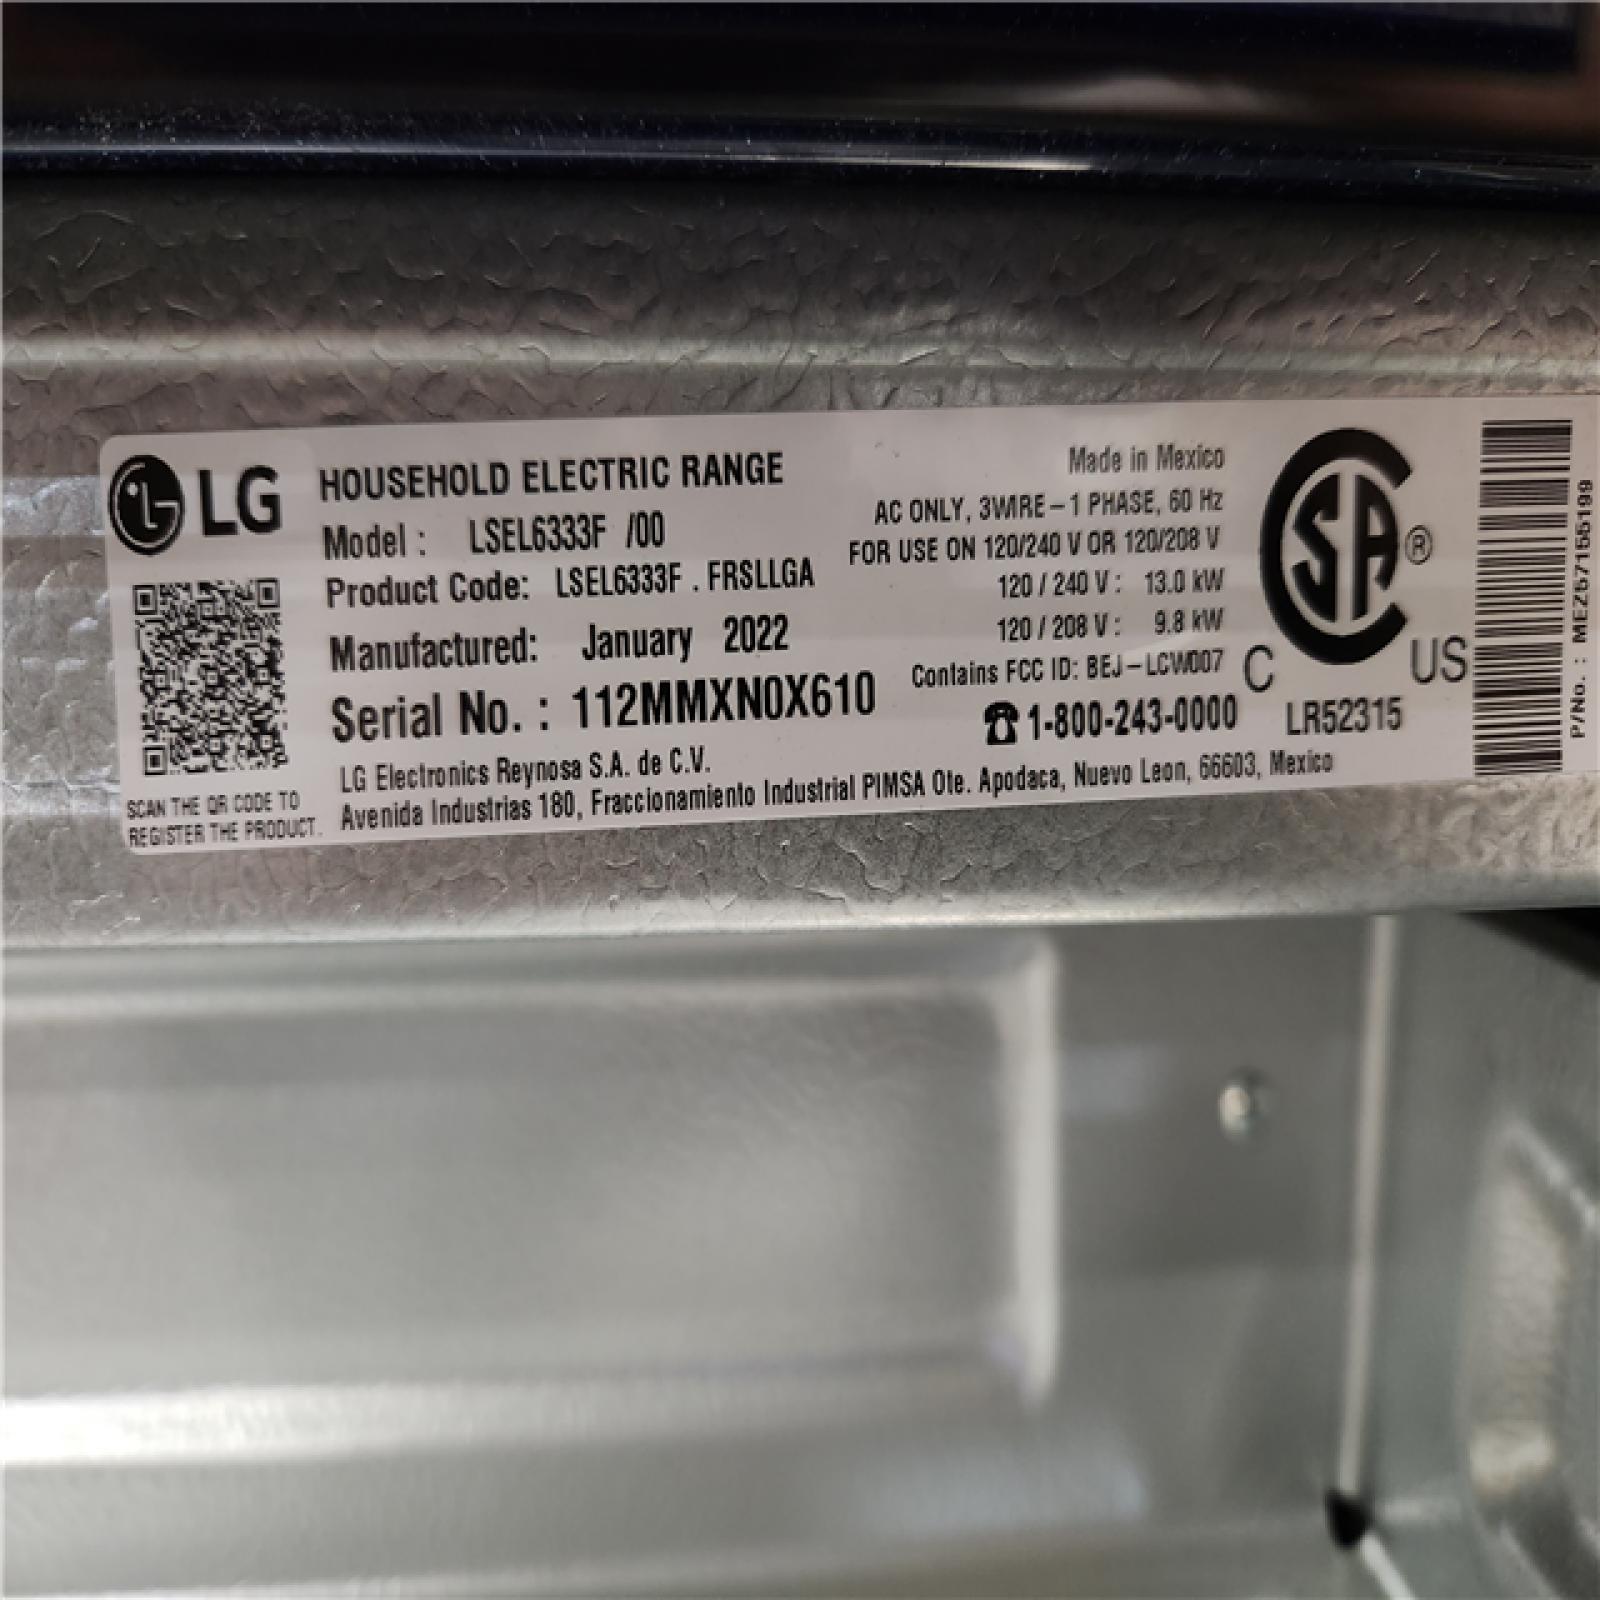 LG
HOUSEHOLD ELECTRIC RANGE
Model : LSEL6333F /00
Product Code: LSEL6333F . FRSLLGA
Manufactured: January 2022
Serial No. : 112MMXN0X610
LG Electronics Reynosa S.A. de C.V.
Avenida Industrias 180, Fraccionamiento Industrial PIMSA Ote. Apodaca, Nuevo Leon, 66603, Mexico
SCAN THE QR CODE TO
REGISTER THE PRODUCT.
Made in Mexico
AC ONLY, 3WIRE-1 PHASE, 60 Hz
FOR USE ON 120/240 V OR 120/208 V
120 / 240 V : 13.0 kW
120 / 208 V : 9.8 kW
Contains FCC ID: BEJ-LCW007
☎ 1-800-243-0000
SA ®
C US
LR52315
P/No. : MEZ67155199